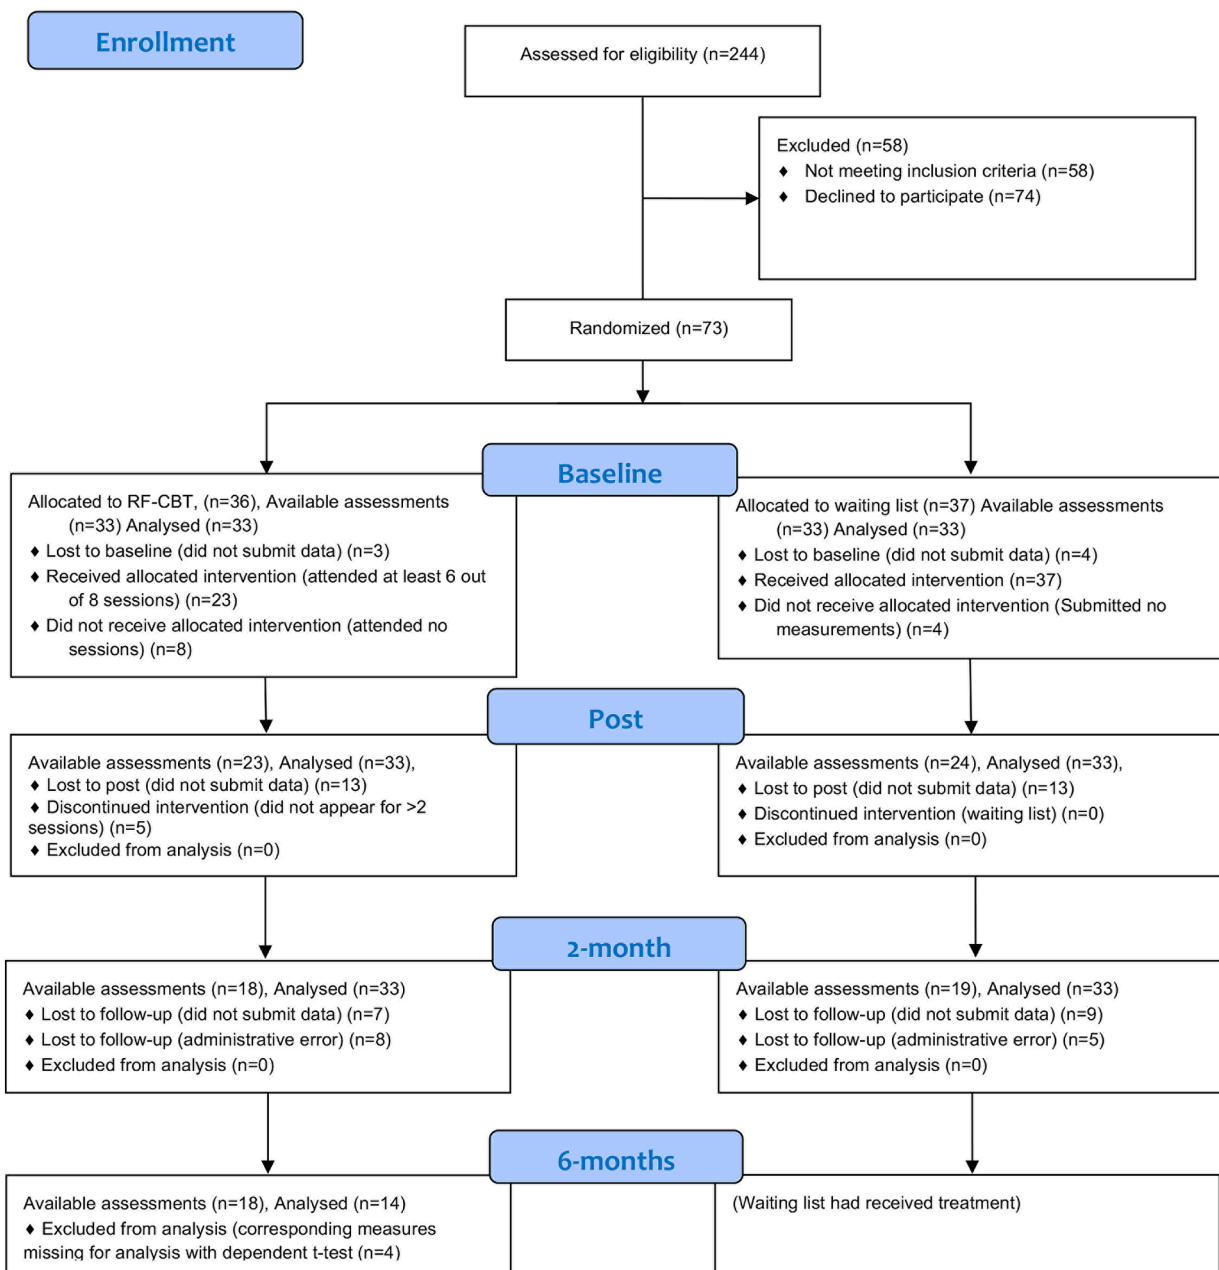 Enrollment
Assessed for eligibility (n=244)
Excluded (n=58)
♦ Not meeting inclusion criteria (n=58)
♦ Declined to participate (n=74)
Randomized (n=73)
Baseline
Allocated to RF-CBT, (n=36), Available assessments
(n=33) Analysed (n=33)
♦ Lost to baseline (did not submit data) (n=3)
♦ Received allocated intervention (attended at least 6 out
of 8 sessions) (n=23)
♦ Did not receive allocated intervention (attended no
sessions) (n=8)
Allocated to waiting list (n=37) Available assessments
(n=33) Analysed (n=33)
♦ Lost to baseline (did not submit data) (n=4)
♦ Received allocated intervention (n=37)
♦ Did not receive allocated intervention (Submitted no
measurements) (n=4)
Post
Available assessments (n=23), Analysed (n=33),
♦ Lost to post (did not submit data) (n=13)
♦ Discontinued intervention (did not appear for >2
sessions) (n=5)
♦ Excluded from analysis (n=0)
Available assessments (n=24), Analysed (n=33),
♦ Lost to post (did not submit data) (n=13)
♦ Discontinued intervention (waiting list) (n=0)
♦ Excluded from analysis (n=0)
2-month
Available assessments (n=18), Analysed (n=33)
♦ Lost to follow-up (did not submit data) (n=7)
♦ Lost to follow-up (administrative error) (n=8)
♦ Excluded from analysis (n=0)
Available assessments (n=19), Analysed (n=33)
♦ Lost to follow-up (did not submit data) (n=9)
♦ Lost to follow-up (administrative error) (n=5)
♦ Excluded from analysis (n=0)
6-months
Available assessments (n=18), Analysed (n=14)
♦ Excluded from analysis (corresponding measures
missing for analysis with dependent t-test (n=4)
(Waiting list had received treatment)